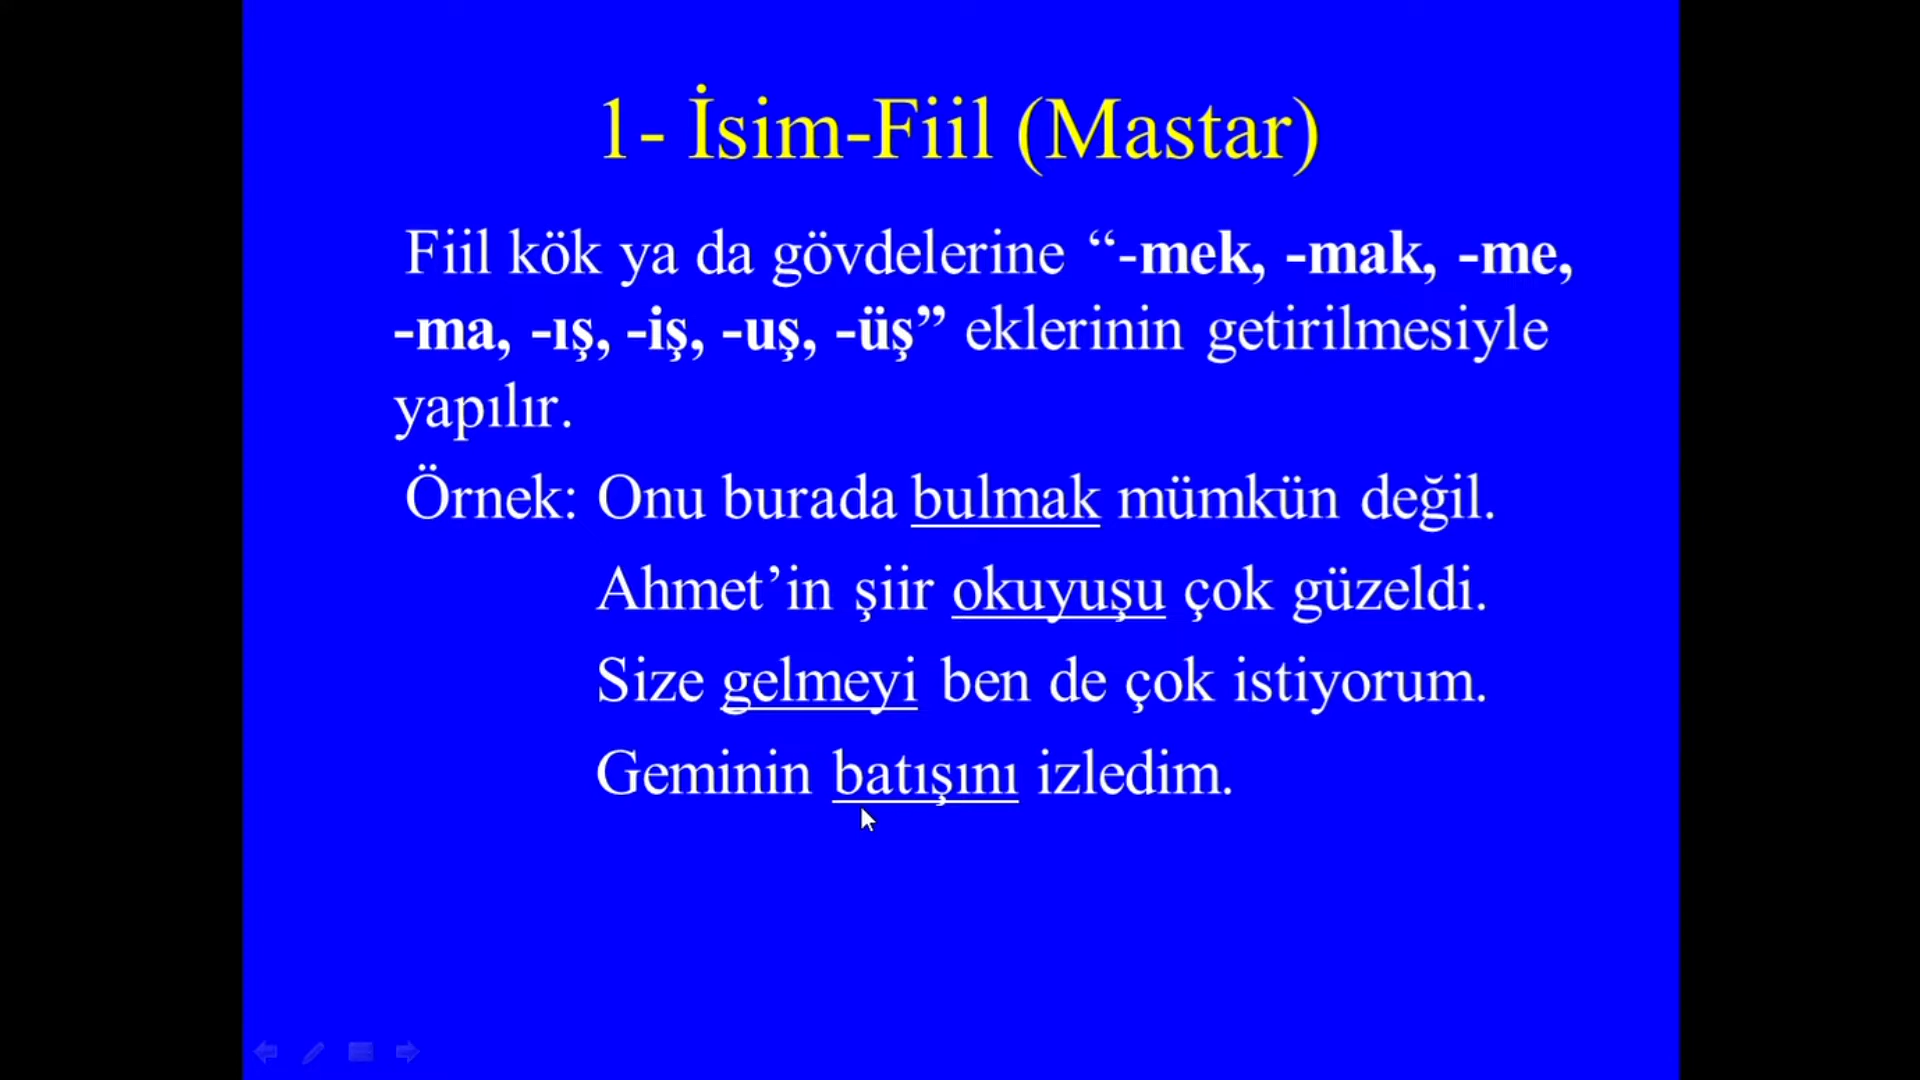 1- İsim-Fiil (Mastar)
Fiil kök ya da gövdelerine “-mek, -mak, -me,
-ma, -ış, -iş, -uş, -üş” eklerinin getirilmesiyle
yapılır.
Örnek: Onu burada bulmak mümkün değil.
Ahmet’in şiir okuyuşu çok güzeldi.
Size gelmeyi ben de çok istiyorum.
Geminin batışını izledim.